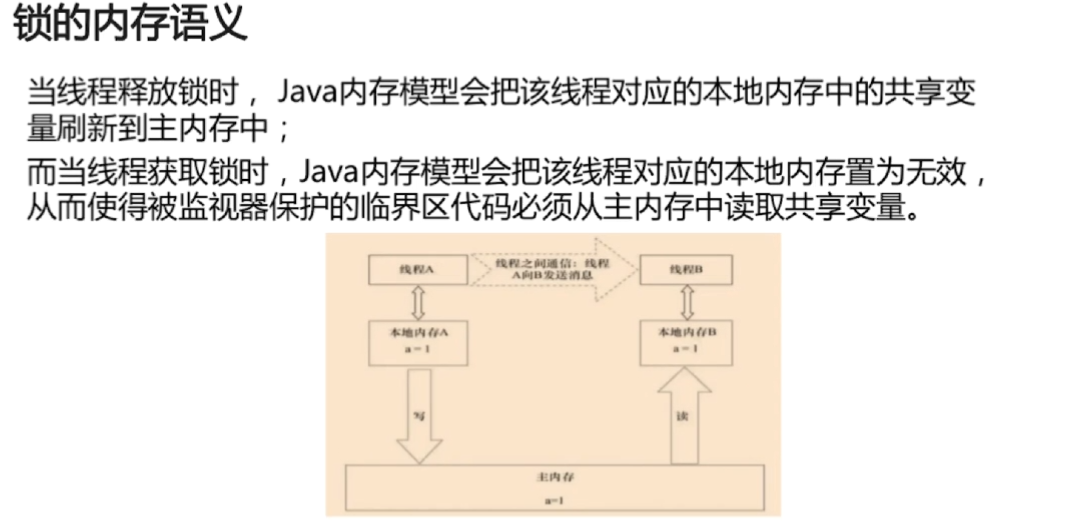 锁的内存语义
当线程释放锁时，Java内存模型会把该线程对应的本地内存中的共享变
量刷新到主内存中；
而当线程获取锁时，Java内存模型会把该线程对应的本地内存置为无效，
从而使得被监视器保护的临界区代码必须从主内存中读取共享变量。
线程A
线程之间通信：线程
A向B发送消息
线程B
本地内存A
a=1
本地内存B
a=1
写
读
主内存
a=1